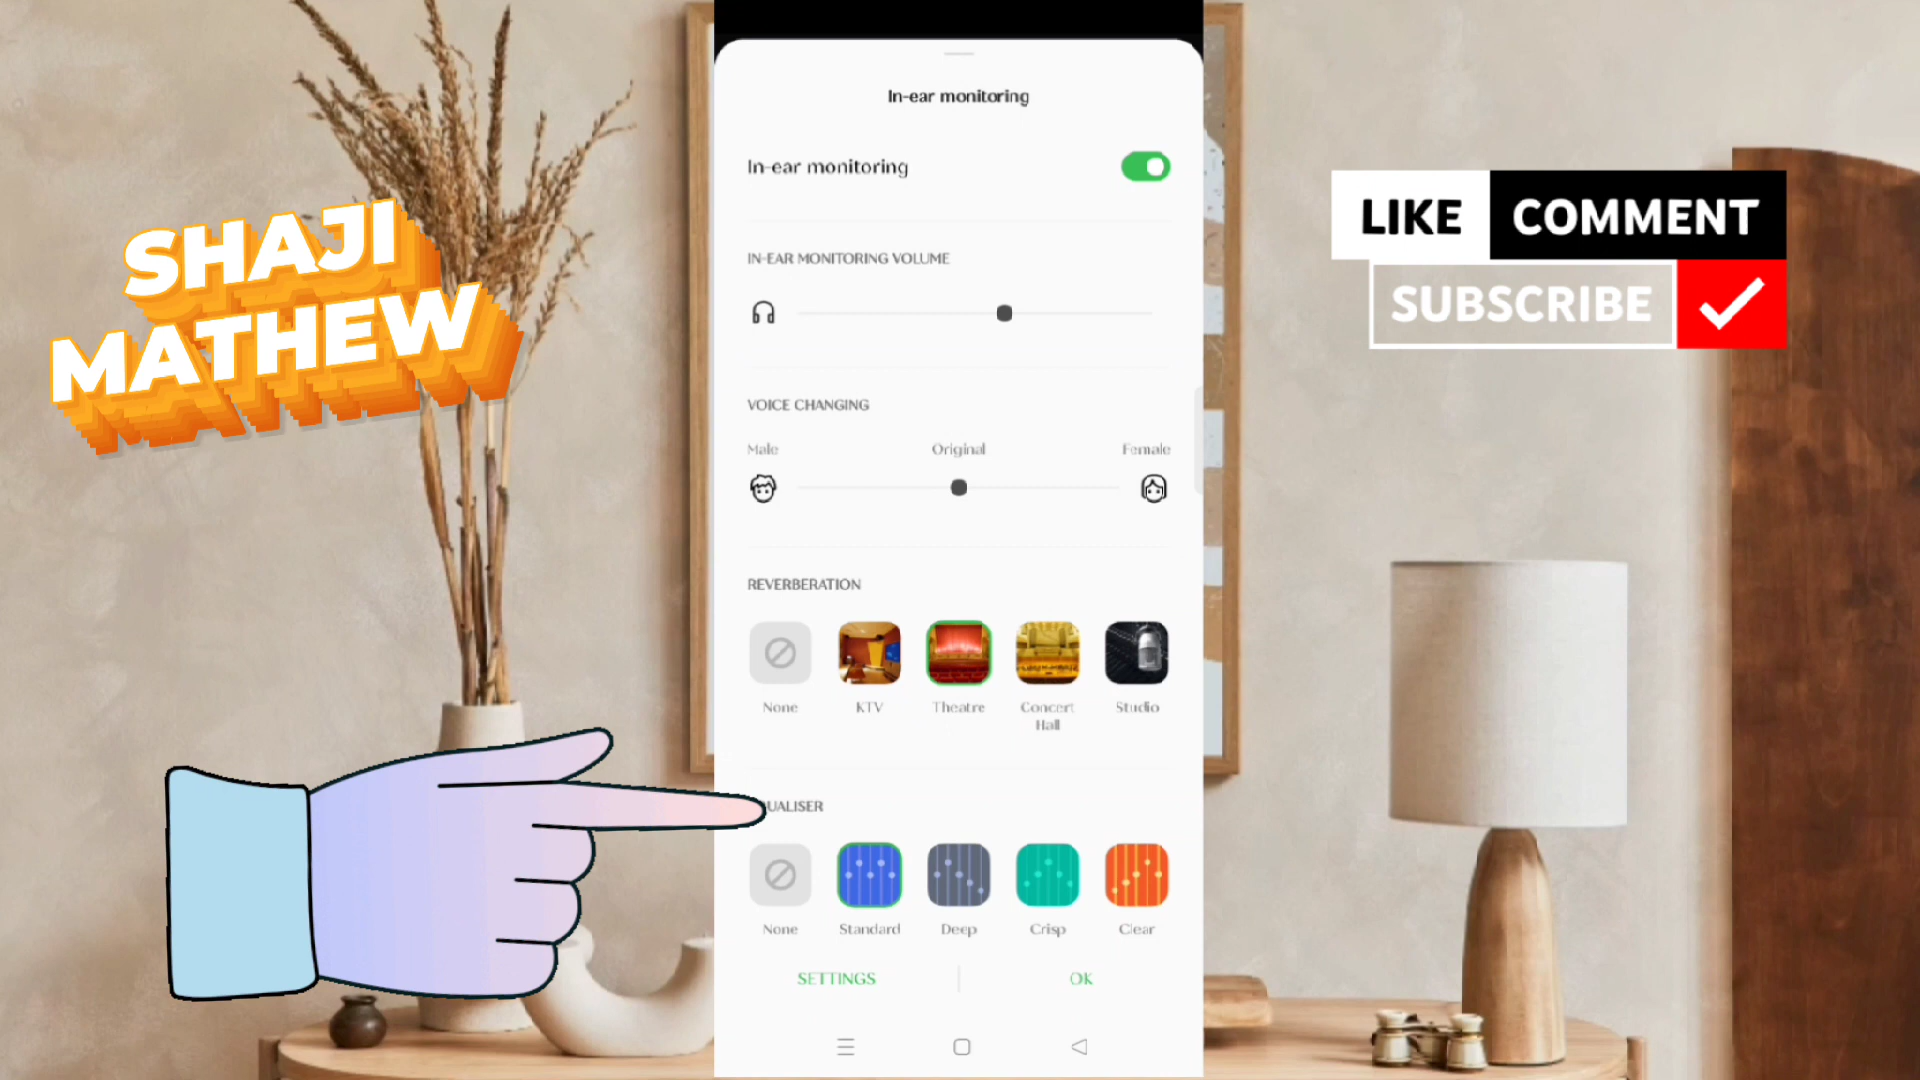 SHAJI
MATHEW
In-ear monitoring
In-ear monitoring
IN-EAR MONITORING VOLUME
VOICE CHANGING
Male Original Female
REVERBERATION
None KTV Theatre Concert Hall Studio
UALISER
None Standard Deep Crisp Clear
SETTINGS OK
LIKE COMMENT
SUBSCRIBE